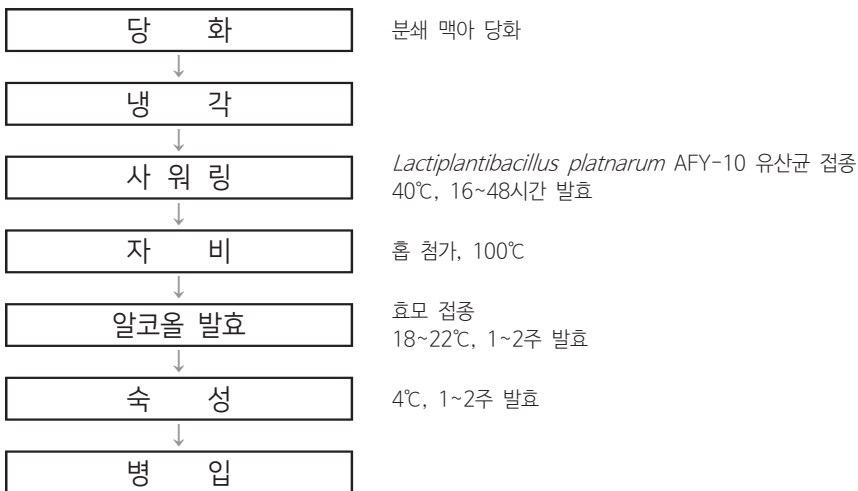 당 화
분쇄 맥아 당화
↓
냉 각
↓
사 워 링
Lactiplantibacillus platnarum AFY-10 유산균 접종
40℃, 16~48시간 발효
↓
자 비
홉 첨가, 100℃
↓
알코올 발효
효모 접종
18~22℃, 1~2주 발효
↓
숙 성
4℃, 1~2주 발효
↓
병 입